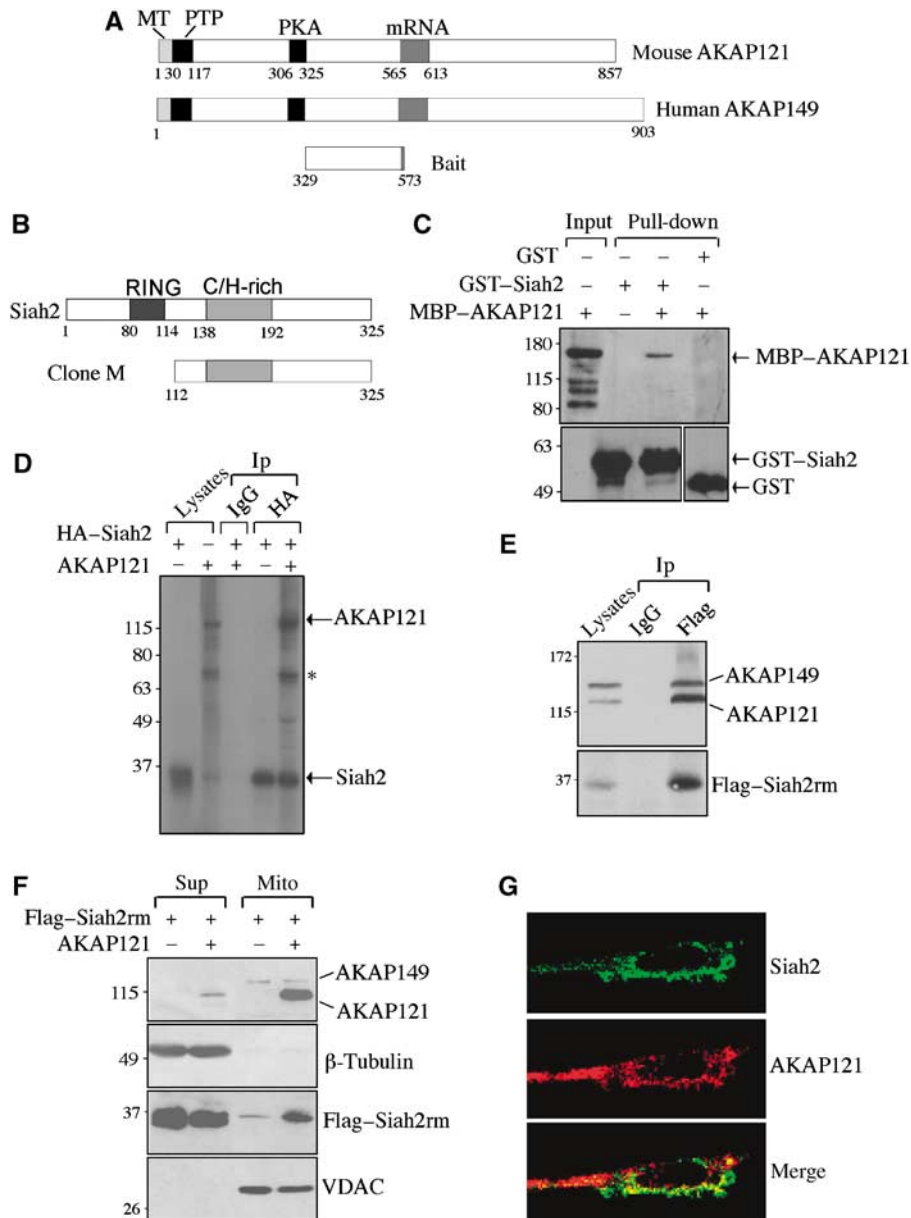 A
MT PTP PKA mRNA
Mouse AKAP121
1 30 117 306 325 565 613 857
Human AKAP149
1 903
Bait
329 573
B
RING C/H-rich
Siah2
1 80 114 138 192 325
Clone M
112 325
C
Input Pull-down
GST – – – +
GST–Siah2 – + + –
MBP–AKAP121 + – + +
180
MBP–AKAP121
115
80
63
GST–Siah2
49
GST
D
Ip
Lysates IgG HA
HA–Siah2 + – + + +
AKAP121 – + + – +
AKAP121
115
80
*
63
49
37
Siah2
E
Ip
Lysates IgG Flag
172
AKAP149
115
AKAP121
37
Flag–Siah2rm
F
Sup Mito
Flag–Siah2rm + + + +
AKAP121 – + – +
AKAP149
115
AKAP121
49
β-Tubulin
37
Flag–Siah2rm
VDAC
26
G
Siah2
AKAP121
Merge